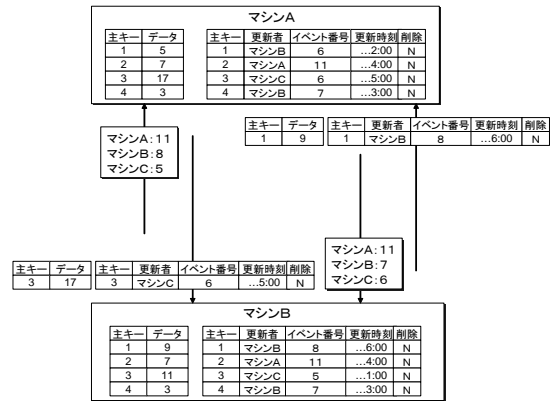 マシンA
主キー データ 主キー 更新者 イベント番号 更新時刻 削除
1 5 1 マシンB 6 …2:00 N
2 7 2 マシンA 11 …4:00 N
3 17 3 マシンC 6 …5:00 N
4 3 4 マシンB 7 …3:00 N
主キー データ 主キー 更新者 イベント番号 更新時刻 削除
1 9 1 マシンB 8 …6:00 N
マシンA:11
マシンB:8
マシンC:5
マシンA:11
マシンB:7
マシンC:6
主キー データ 主キー 更新者 イベント番号 更新時刻 削除
3 17 3 マシンC 6 …5:00 N
マシンB
主キー データ 主キー 更新者 イベント番号 更新時刻 削除
1 9 1 マシンB 8 …6:00 N
2 7 2 マシンA 11 …4:00 N
3 11 3 マシンC 5 …1:00 N
4 3 4 マシンB 7 …3:00 N